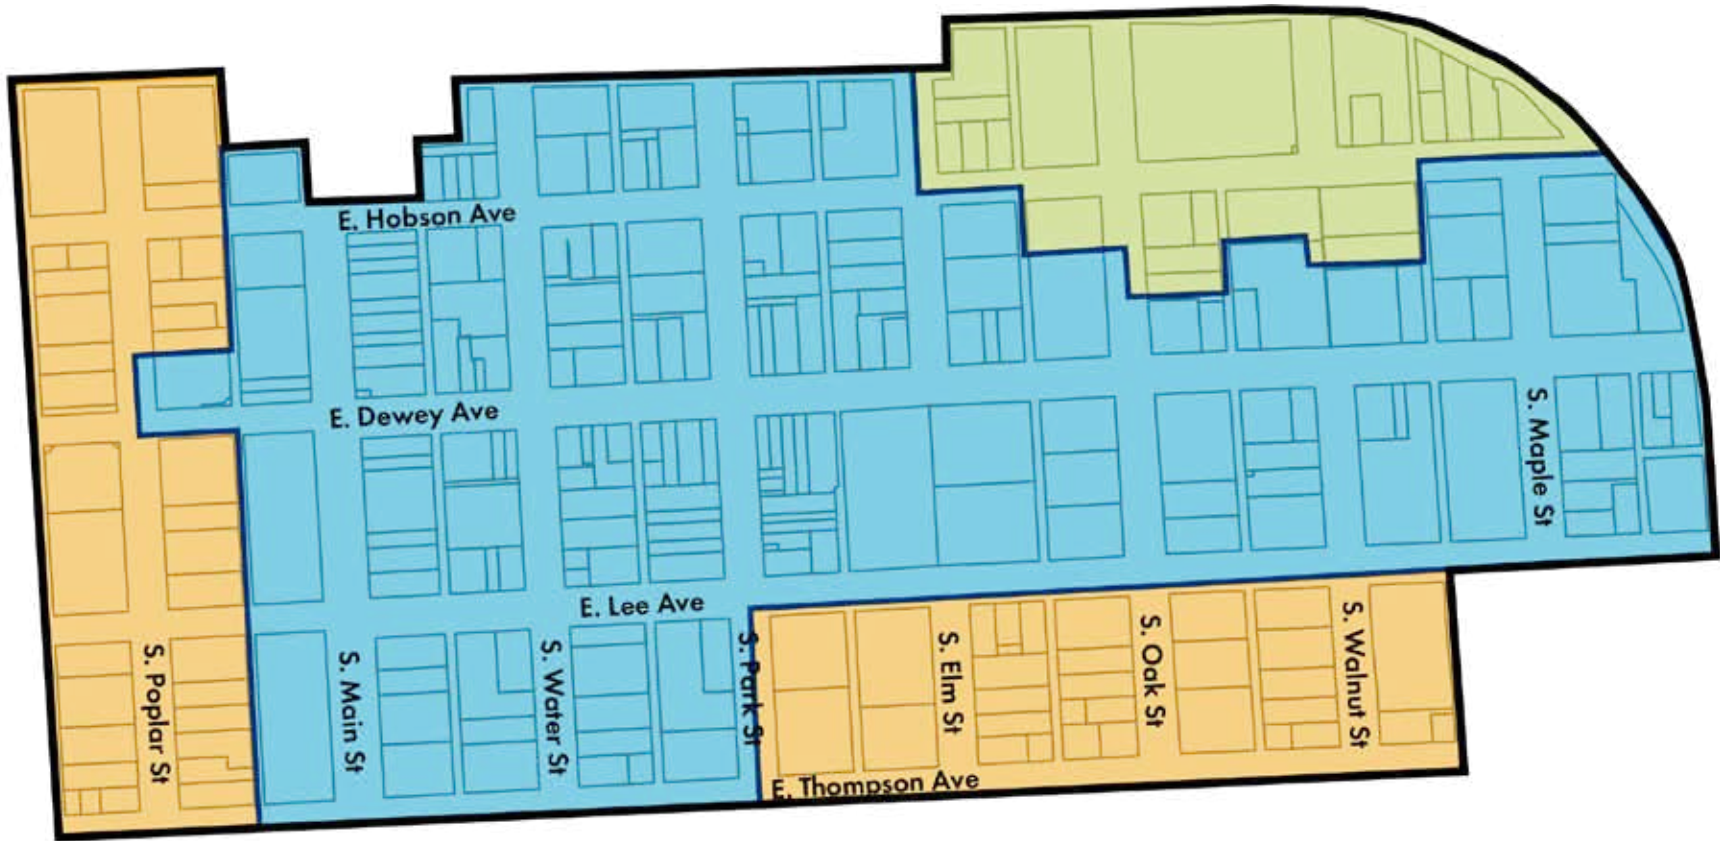 E. Hobson Ave
E. Dewey Ave
S. Maple St
E. Lee Ave
S. Poplar St
S. Main St
S. Water St
S. Park St
S. Elm St
S. Oak St
S. Walnut St
E. Thompson Ave